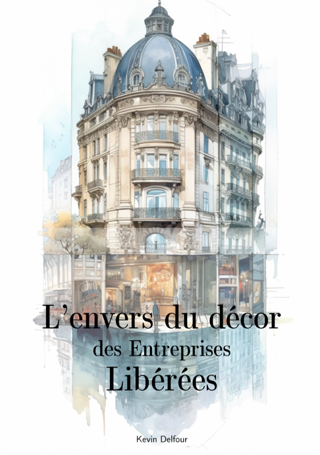 L'envers du décor
des Entreprises
Libérées
Kevin Delfour